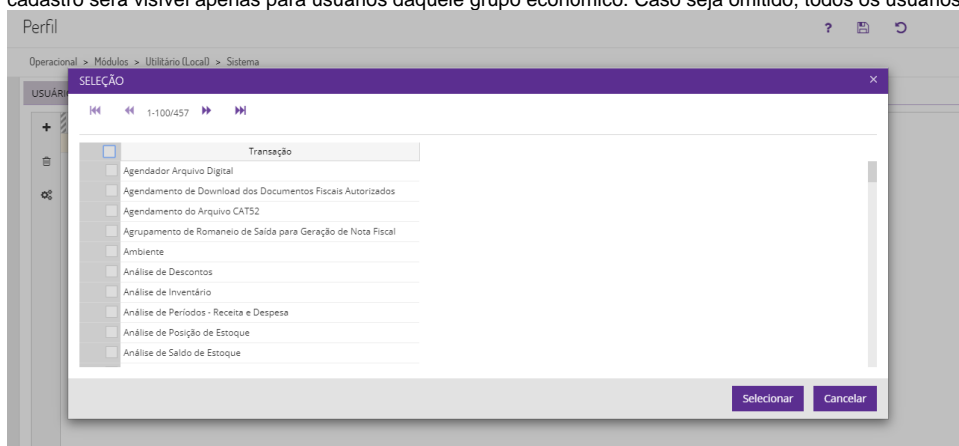 cadastro será visível apenas para usuários daquele grupo econômico. Caso seja omitido, todos os usuários
Perfil
?
Operacional > Módulos > Utilitário (Local) > Sistema
SELEÇÃO
×
1-100/457
Transação
Agendador Arquivo Digital
Agendamento de Download dos Documentos Fiscais Autorizados
Agendamento do Arquivo CAT52
Agrupamento de Romaneio de Saída para Geração de Nota Fiscal
Ambiente
Análise de Descontos
Análise de Inventário
Análise de Períodos - Receita e Despesa
Análise de Posição de Estoque
Análise de Saldo de Estoque
Selecionar Cancelar